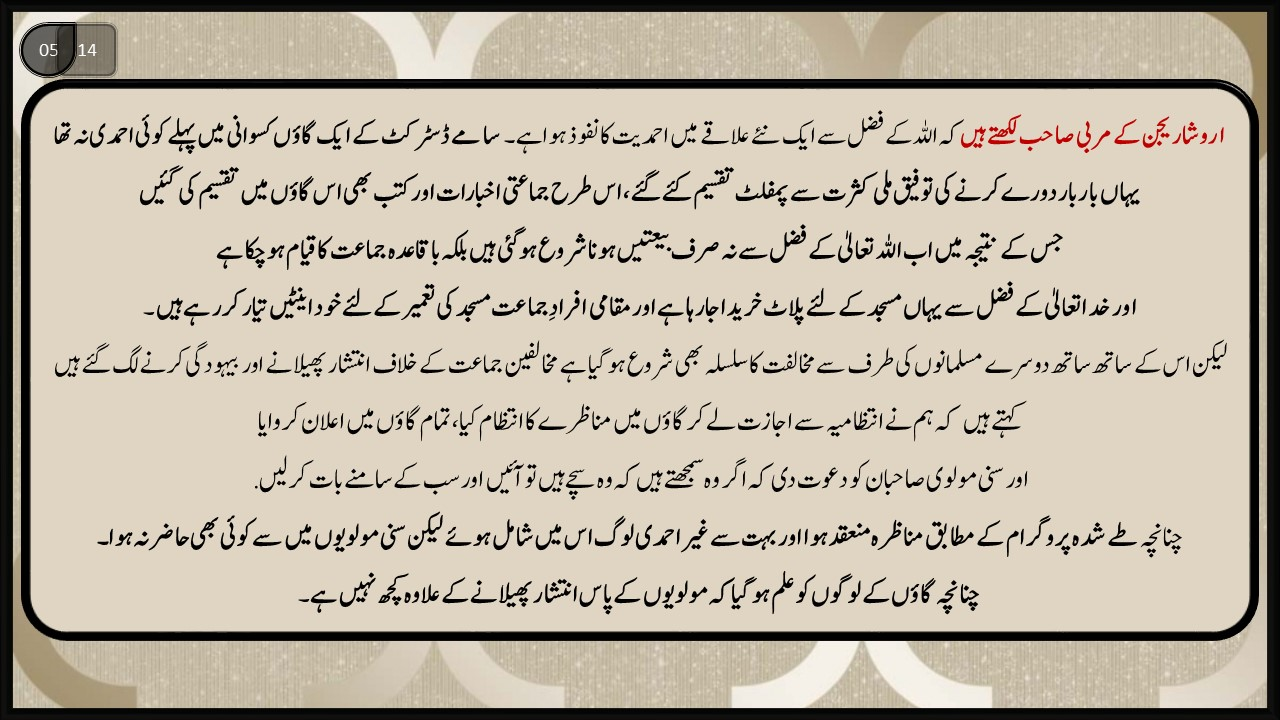 05 14
اروشا ریجن کے مربی صاحب لکھتے ہیں کہ اللہ کے فضل سے ایک نئے علاقے میں احمدیت کا نفوذ ہوا ہے۔ سامے ڈسٹرکٹ کے ایک گاؤں کسوانی میں پہلے کوئی احمدی نہ تھا
یہاں بار بار دورے کرنے کی توفیق ملی کثرت سے پمفلٹ تقسیم کئے گئے، اس طرح جماعتی اخبارات اور کتب بھی اس گاؤں میں تقسیم کی گئیں
جس کے نتیجہ میں اب اللہ تعالیٰ کے فضل سے نہ صرف بیعتیں ہونا شروع ہو گئی ہیں بلکہ باقاعدہ جماعت کا قیام ہو چکا ہے
اور خدا تعالیٰ کے فضل سے یہاں مسجد کے لئے پلاٹ خریدا جا رہا ہے اور مقامی افرادِ جماعت مسجد کی تعمیر کے لئے خود اینٹیں تیار کر رہے ہیں۔
لیکن اس کے ساتھ ساتھ دوسرے مسلمانوں کی طرف سے مخالفت کا سلسلہ بھی شروع ہو گیا ہے مخالفین جماعت کے خلاف انتشار پھیلانے اور بیہودگی کرنے لگ گئے ہیں
کہتے ہیں کہ ہم نے انتظامیہ سے اجازت لے کر گاؤں میں مناظرے کا انتظام کیا، تمام گاؤں میں اعلان کروایا
اور سنی مولوی صاحبان کو دعوت دی کہ اگر وہ سمجھتے ہیں کہ وہ سچے ہیں تو آئیں اور سب کے سامنے بات کر لیں.
چنانچہ طے شدہ پروگرام کے مطابق مناظرہ منعقد ہوا اور بہت سے غیر احمدی لوگ اس میں شامل ہوئے لیکن سنی مولویوں میں سے کوئی بھی حاضر نہ ہوا۔
چنانچہ گاؤں کے لوگوں کو علم ہو گیا کہ مولویوں کے پاس انتشار پھیلانے کے علاوہ کچھ نہیں ہے۔